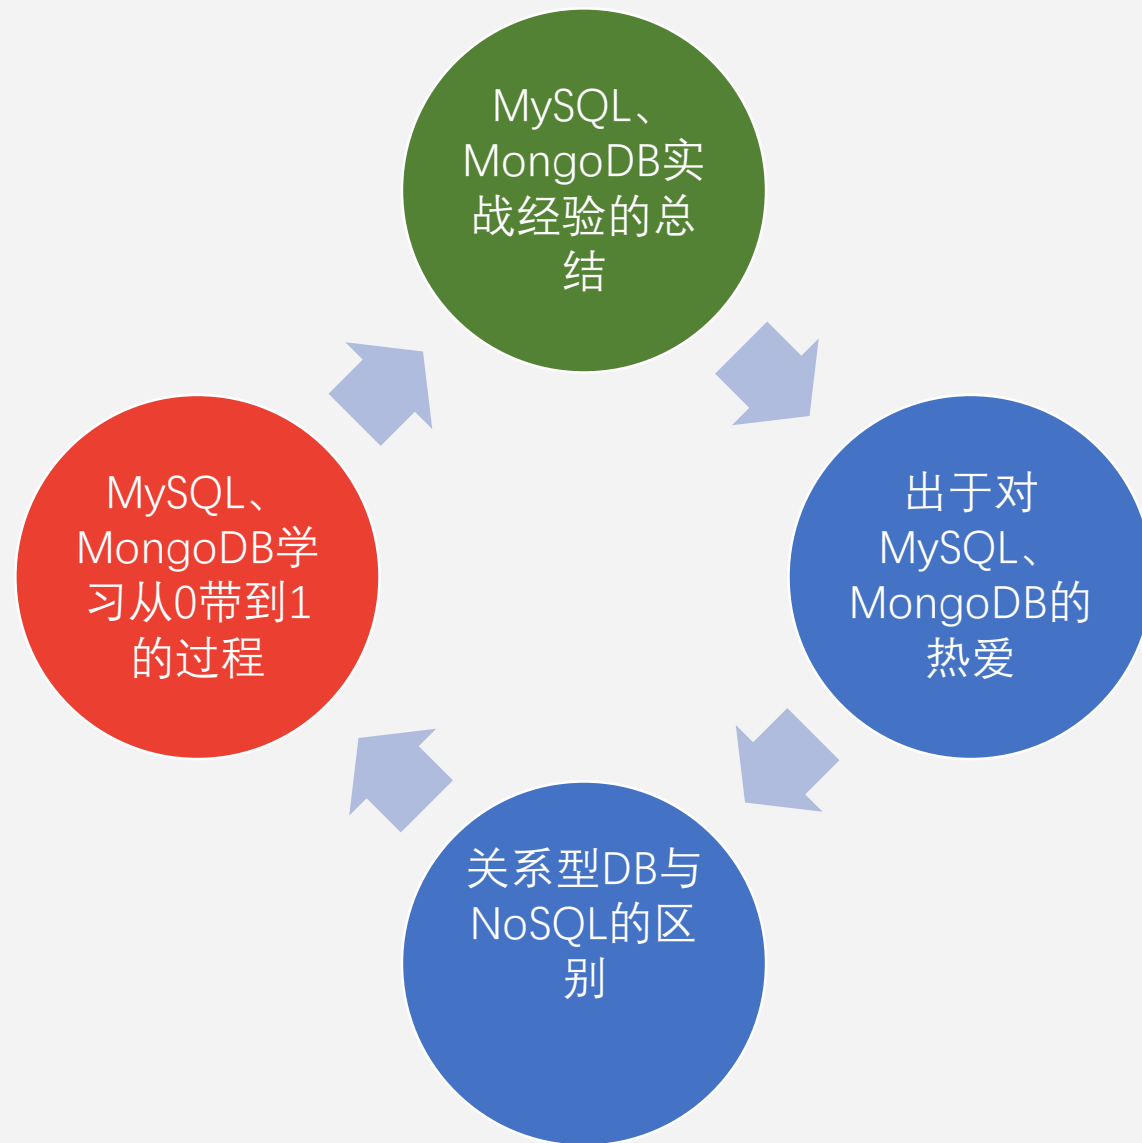 MySQL、
MongoDB实
战经验的总
结
出于对
MySQL、
MongoDB的
热爱
关系型DB与
NoSQL的区
别
MySQL、
MongoDB学
习从0带到1
的过程